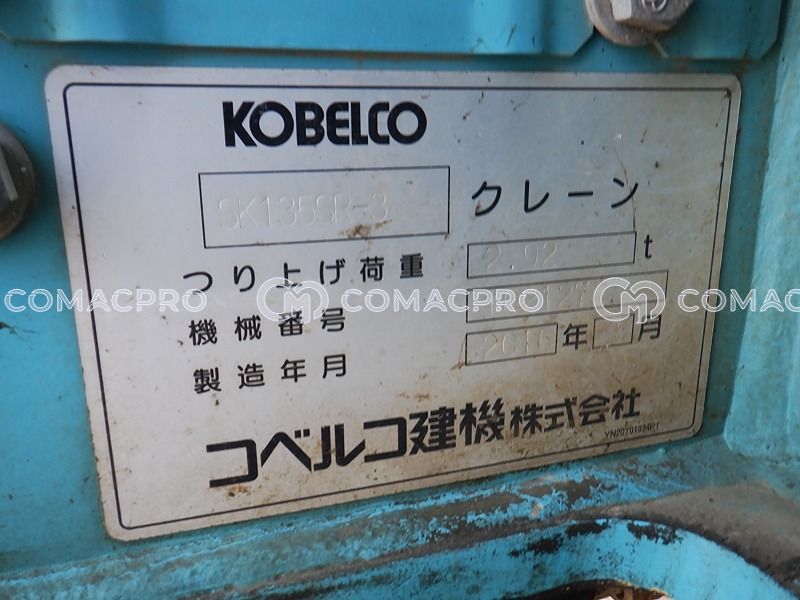 KOBELCO
SK135SR-3 クレーン
つり上げ荷重 2.92 t
機械番号
製造年月 2016 年 月
コベルコ建機株式会社
COMACPRO COMACPRO COMACPRO